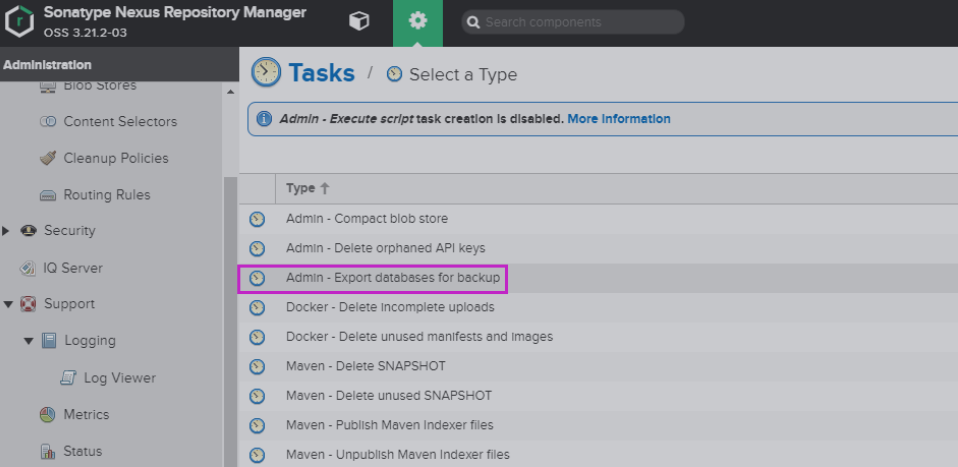 Sonatype Nexus Repository Manager
OSS 3.21.2-03
Search components
Administration
Blob Stores
Content Selectors
Cleanup Policies
Routing Rules
Security
IQ Server
Support
Logging
Log Viewer
Metrics
Status
Tasks / Select a Type
Admin - Execute script task creation is disabled. More information
Type
Admin - Compact blob store
Admin - Delete orphaned API keys
Admin - Export databases for backup
Docker - Delete incomplete uploads
Docker - Delete unused manifests and images
Maven - Delete SNAPSHOT
Maven - Delete unused SNAPSHOT
Maven - Publish Maven Indexer files
Maven - Unpublish Maven Indexer files